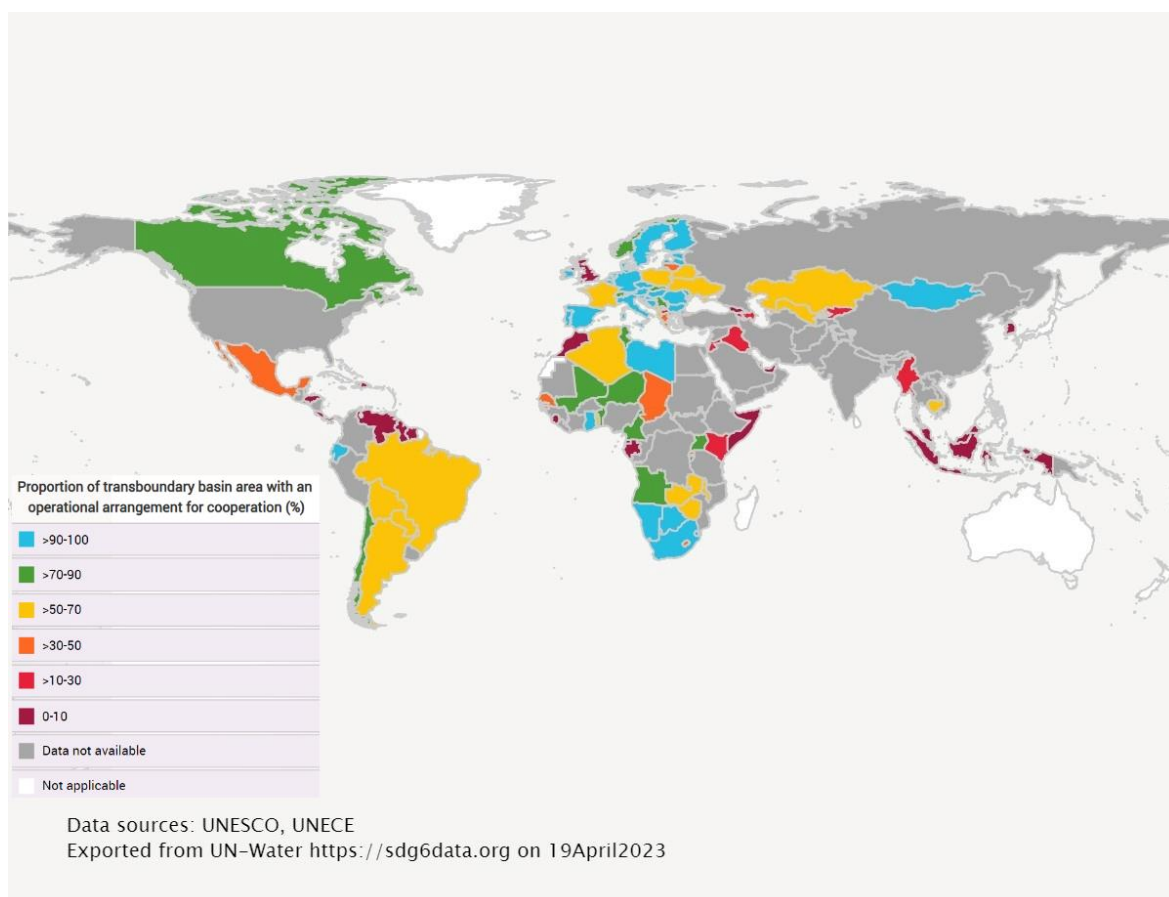 Proportion of transboundary basin area with an
operational arrangement for cooperation (%)
>90-100
>70-90
>50-70
>30-50
>10-30
0-10
Data not available
Not applicable
Data sources: UNESCO, UNECE
Exported from UN-Water https://sdg6data.org on 19April2023